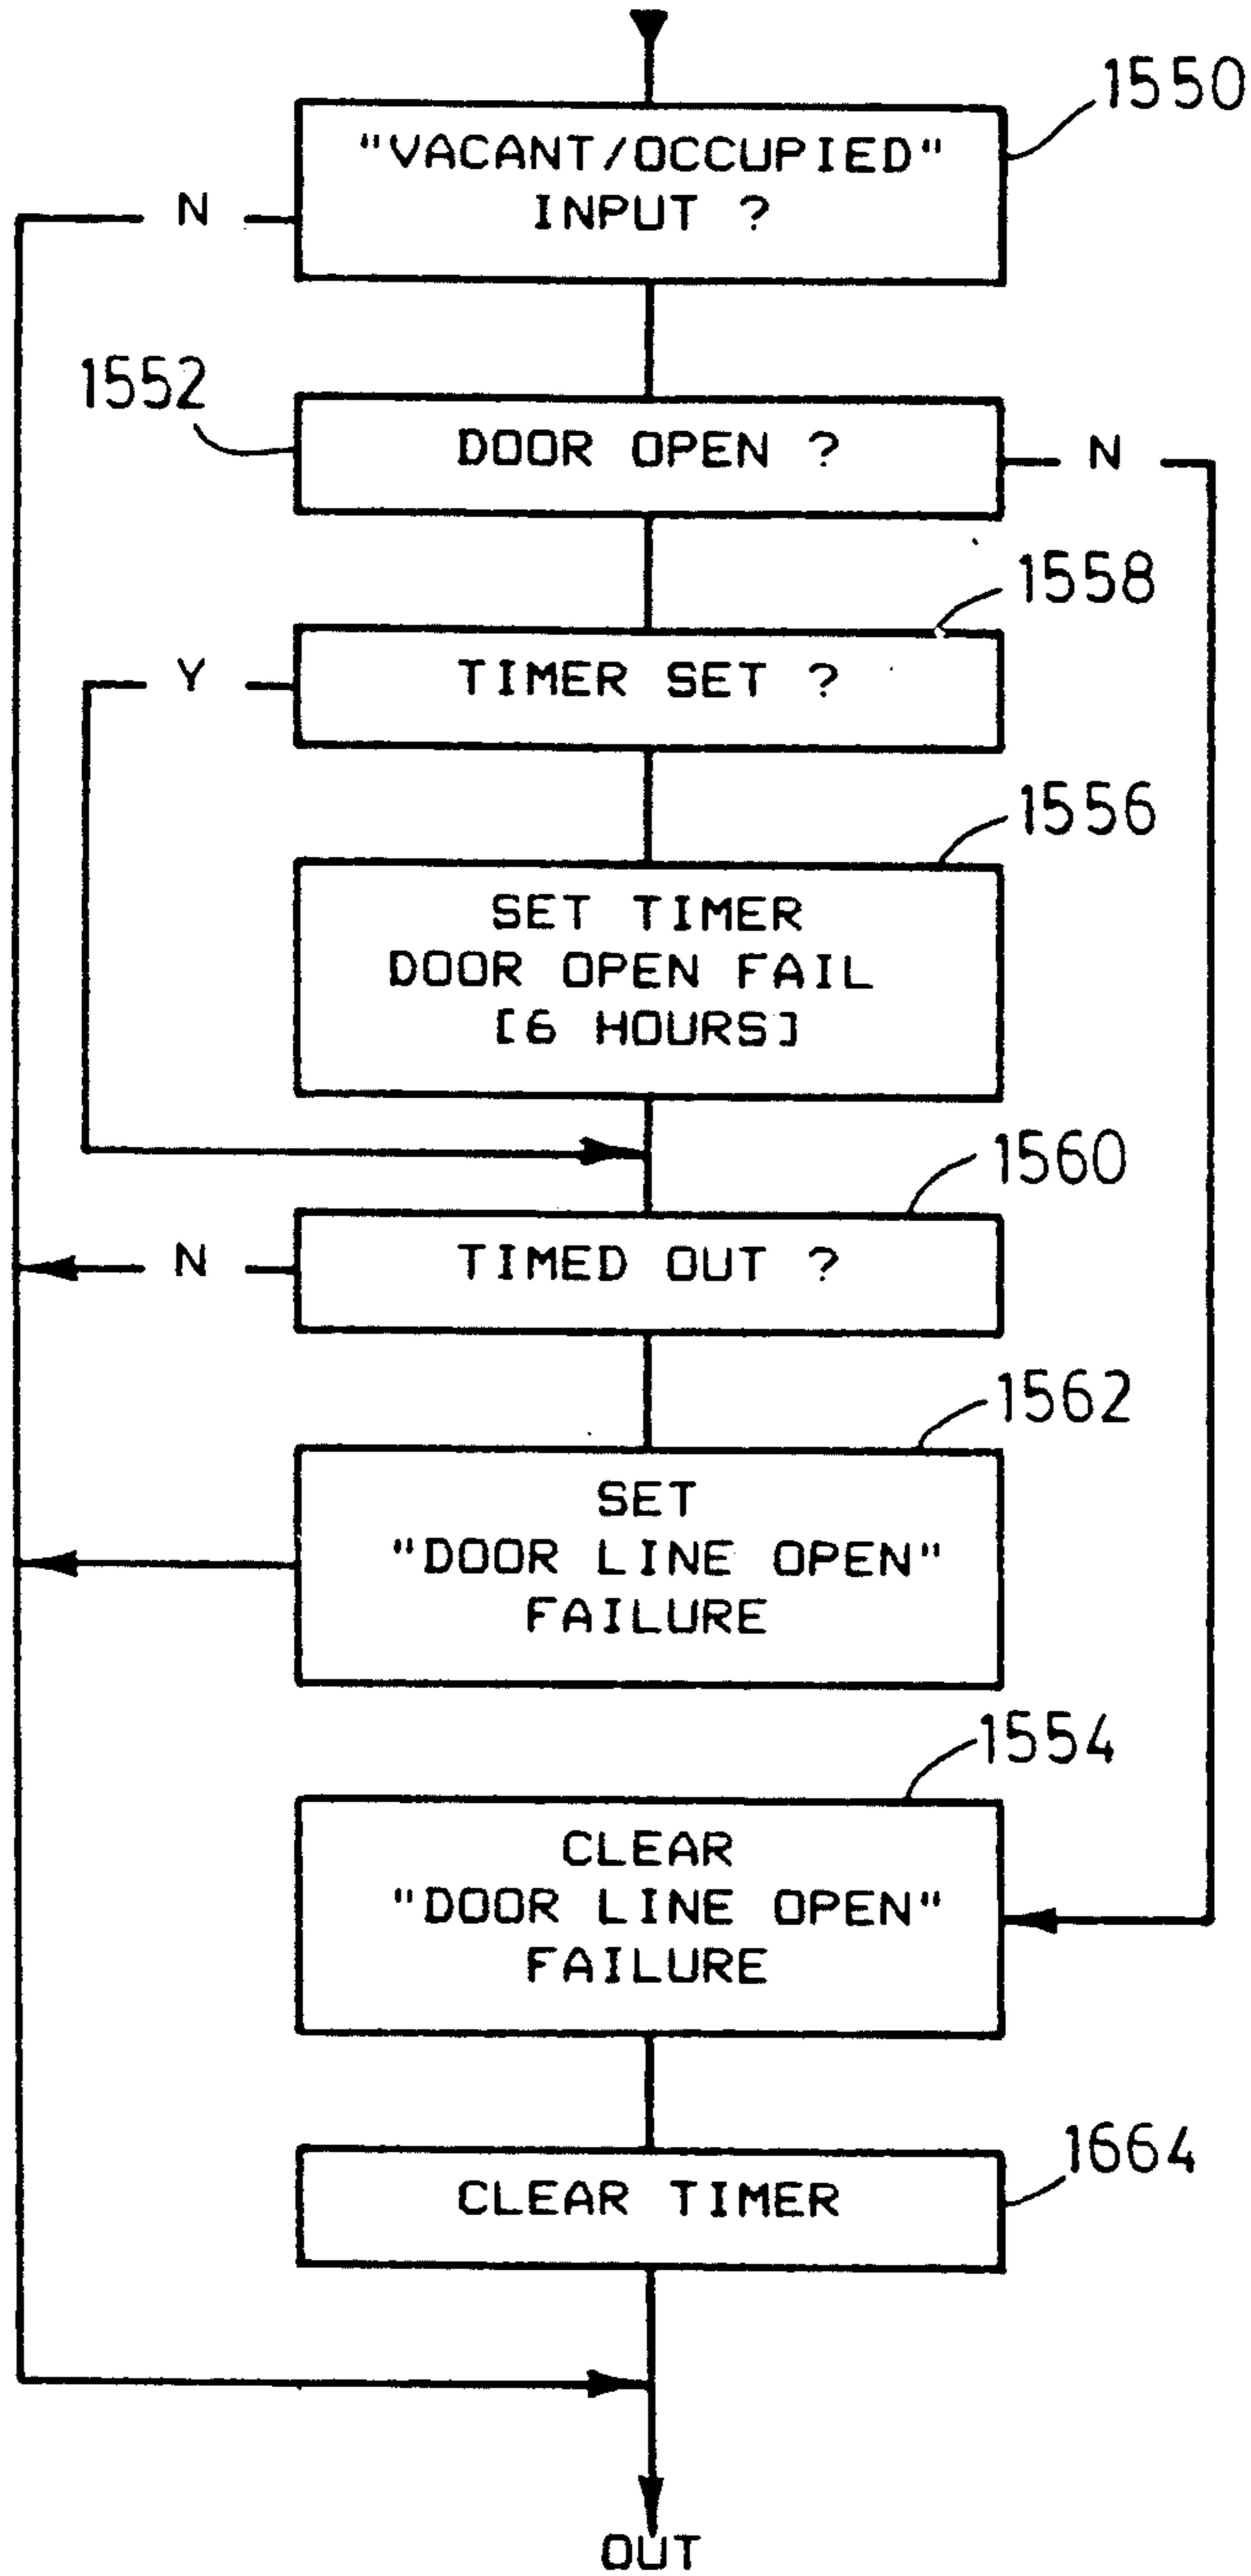 1550
"VACANT/OCCUPIED"
INPUT ?
N
1552
DOOR OPEN ?
N
1558
TIMER SET ?
Y
1556
SET TIMER
DOOR OPEN FAIL
[6 HOURS]
1560
TIMED OUT ?
N
1562
SET
"DOOR LINE OPEN"
FAILURE
1554
CLEAR
"DOOR LINE OPEN"
FAILURE
1664
CLEAR TIMER
OUT